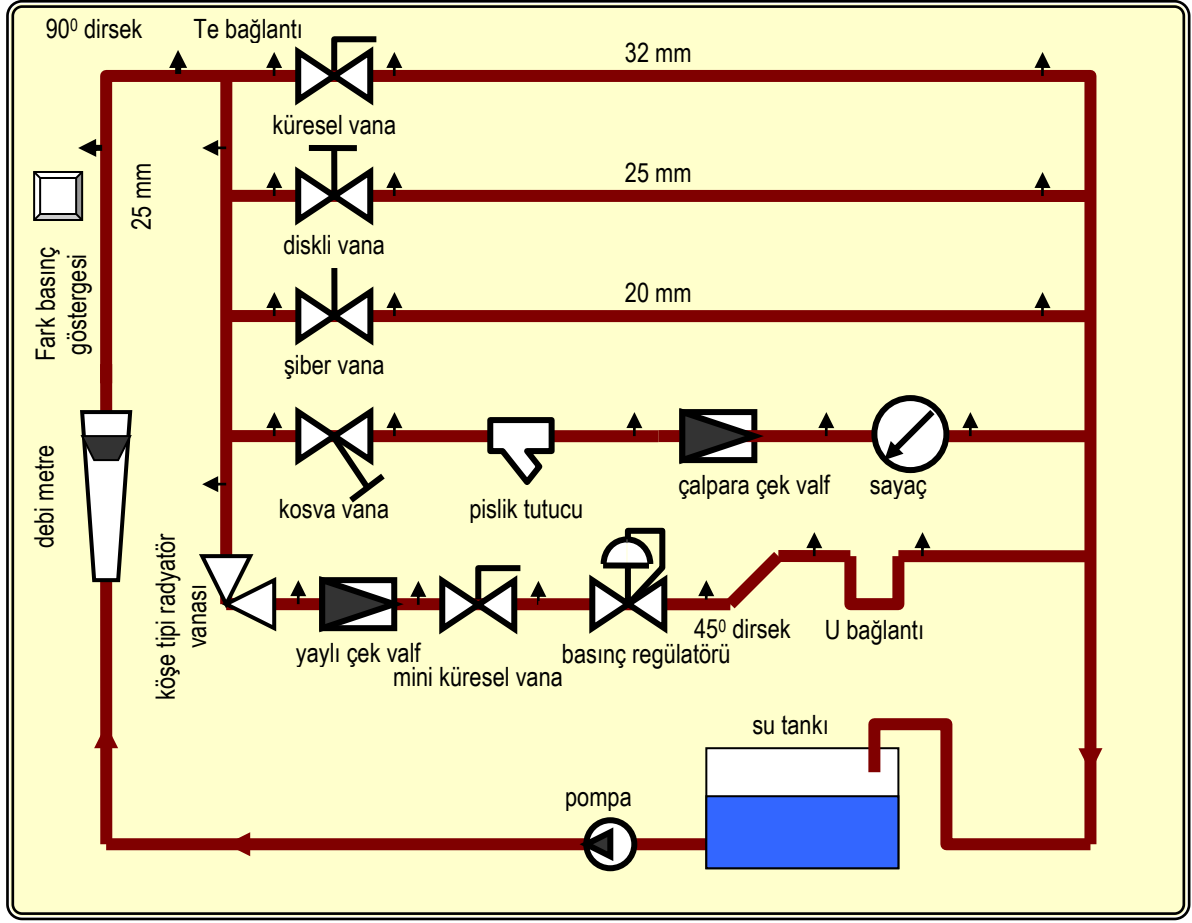 90⁰ dirsek
Te bağlantı
32 mm
küresel vana
25 mm
25 mm
diskli vana
Fark basınç
göstergesi
20 mm
şiber vana
debi metre
kosva vana
pislik tutucu
çalpara çek valf
sayaç
köşe tipi radyatör
vanası
yaylı çek valf
mini küresel vana
basınç regülatörü
45⁰ dirsek
U bağlantı
su tankı
pompa